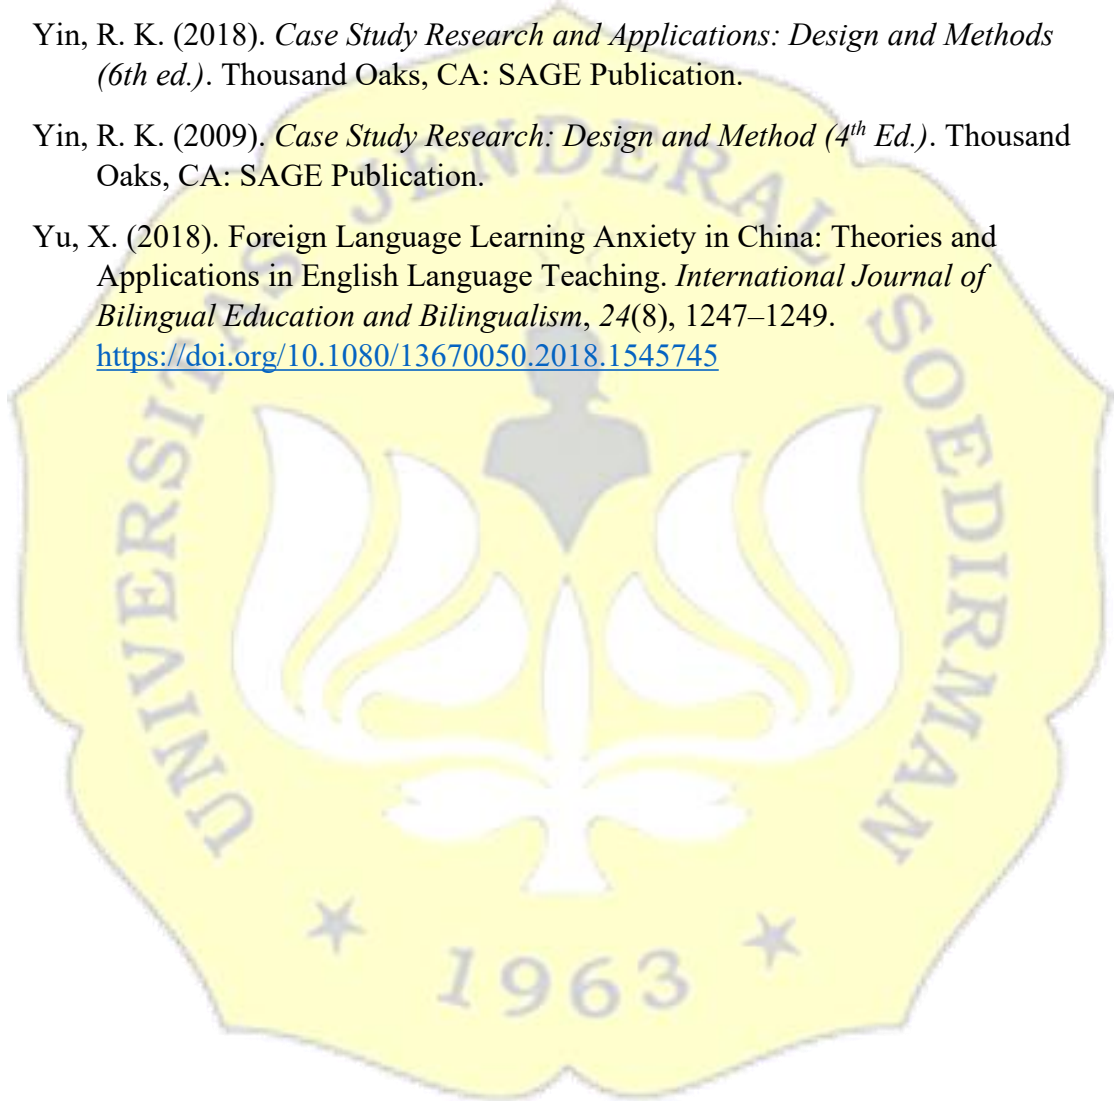 Yin, R. K. (2018). Case Study Research and Applications: Design and Methods
(6th ed.). Thousand Oaks, CA: SAGE Publication.
Yin, R. K. (2009). Case Study Research: Design and Method (4th Ed.). Thousand
Oaks, CA: SAGE Publication.
Yu, X. (2018). Foreign Language Learning Anxiety in China: Theories and
Applications in English Language Teaching. International Journal of
Bilingual Education and Bilingualism, 24(8), 1247–1249.
https://doi.org/10.1080/13670050.2018.1545745
UNIVERSITAS JENDERAL SOEDIRMAN
1963